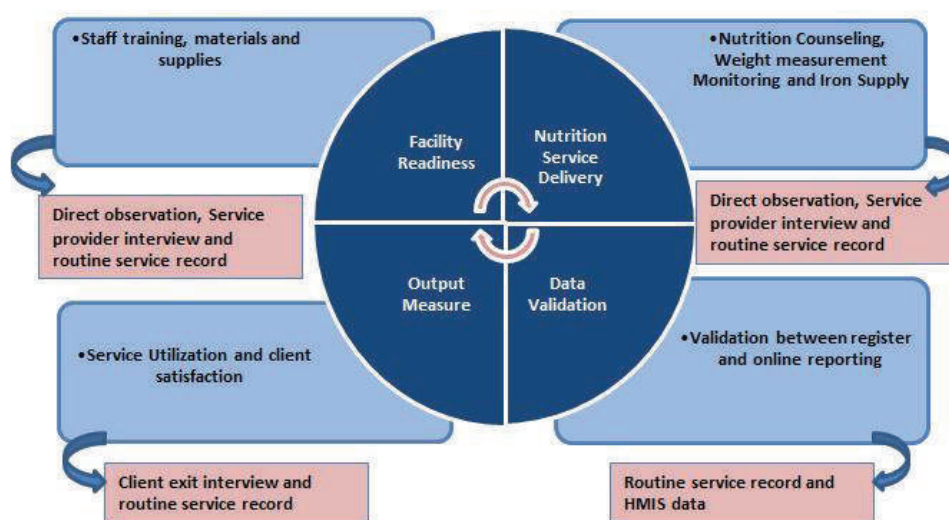 •Staff training, materials and
supplies
•Nutrition Counseling,
Weight measurement
Monitoring and Iron Supply
Facility
Readiness
Nutrition
Service
Delivery
Direct observation, Service
provider interview and
routine service record
Direct observation, Service
provider interview and
routine service record
Output
Measure
Data
Validation
•Service Utilization and client
satisfaction
•Validation between register
and online reporting
Client exit interview and
routine service record
Routine service record and
HMIS data